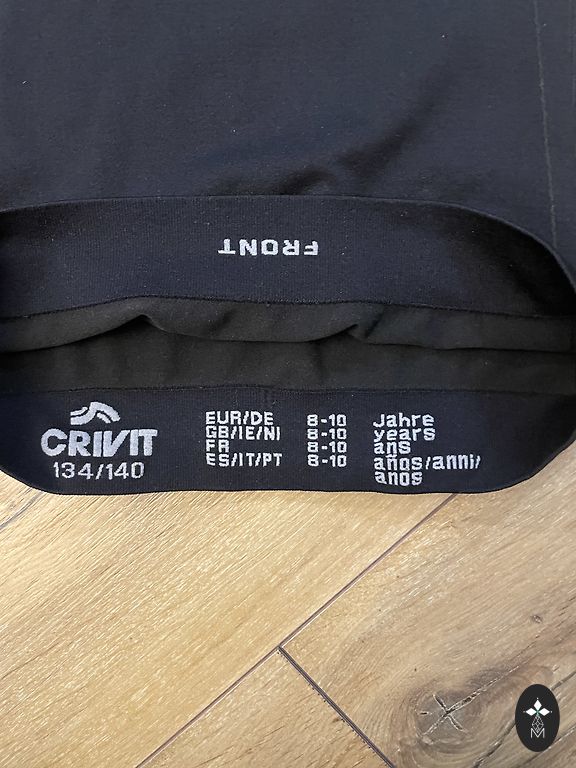 FRONT
CRIVIT
134/140
EUR/DE 8-10 Jahre
GB/IE/NI 8-10 years
FR 8-10 ans
ES/IT/PT 8-10 años/anni/
anos
M